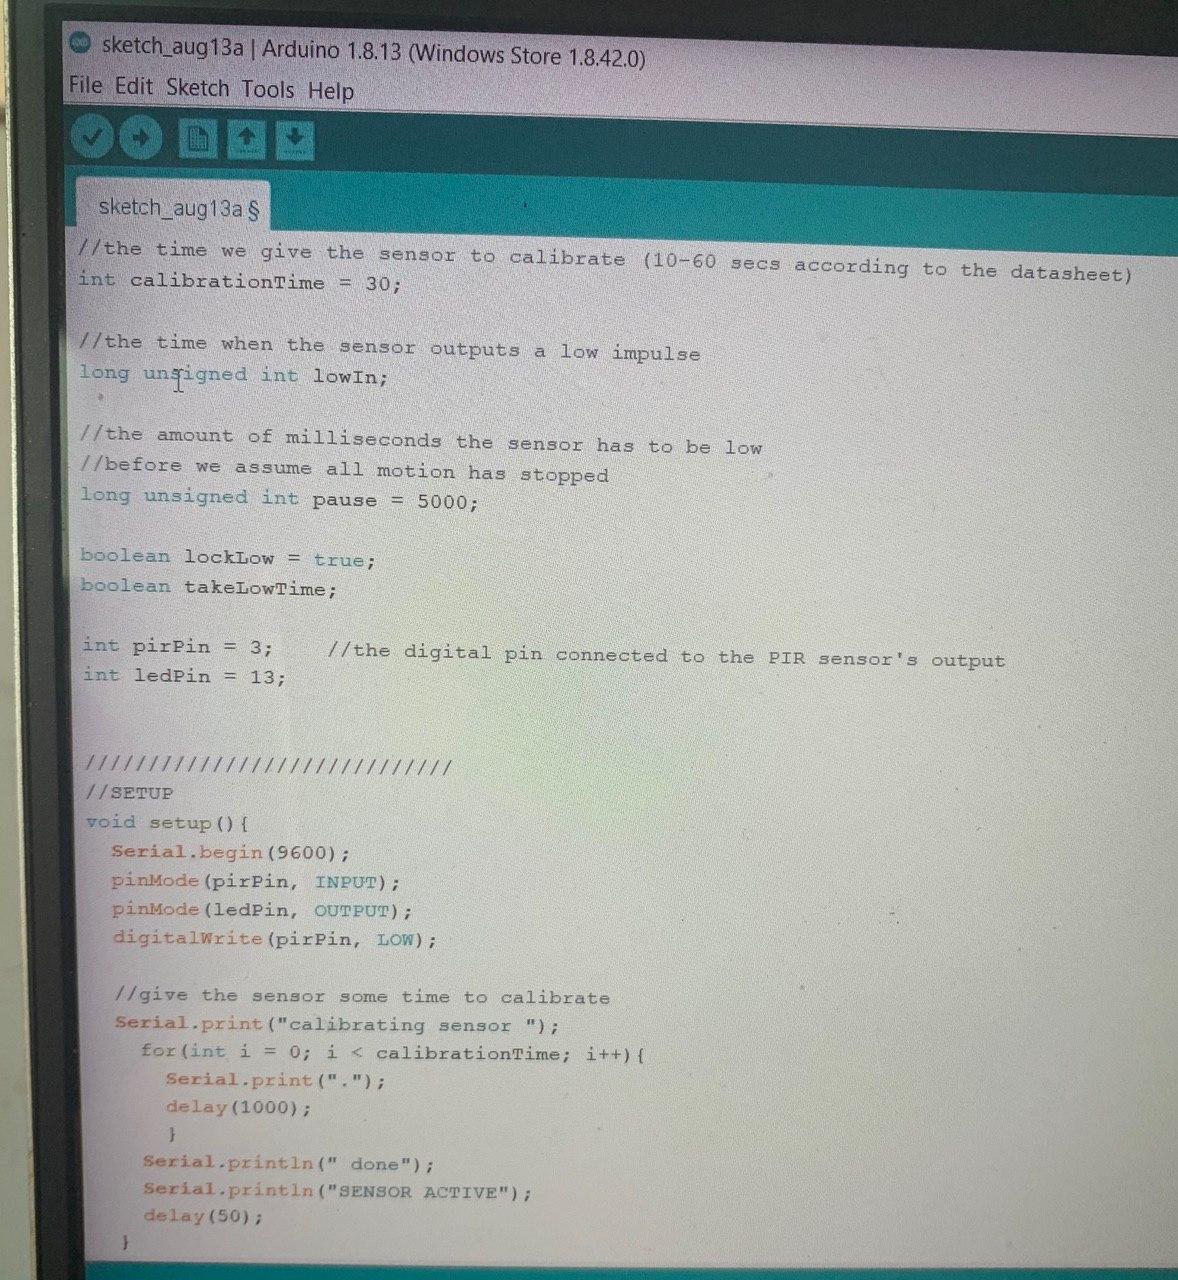 sketch_aug13a | Arduino 1.8.13 (Windows Store 1.8.42.0)
File Edit Sketch Tools Help
sketch_aug13a §
//the time we give the sensor to calibrate (10-60 secs according to the datasheet)
int calibrationTime = 30;

//the time when the sensor outputs a low impulse
long unsigned int lowIn;

//the amount of milliseconds the sensor has to be low
//before we assume all motion has stopped
long unsigned int pause = 5000;

boolean lockLow = true;
boolean takeLowTime;

int pirPin = 3;    //the digital pin connected to the PIR sensor's output
int ledPin = 13;


/////////////////////////////
//SETUP
void setup(){
  Serial.begin(9600);
  pinMode(pirPin, INPUT);
  pinMode(ledPin, OUTPUT);
  digitalWrite(pirPin, LOW);

  //give the sensor some time to calibrate
  Serial.print("calibrating sensor ");
    for(int i = 0; i < calibrationTime; i++){
      Serial.print(".");
      delay(1000);
      }
    Serial.println(" done");
    Serial.println("SENSOR ACTIVE");
    delay(50);
  }